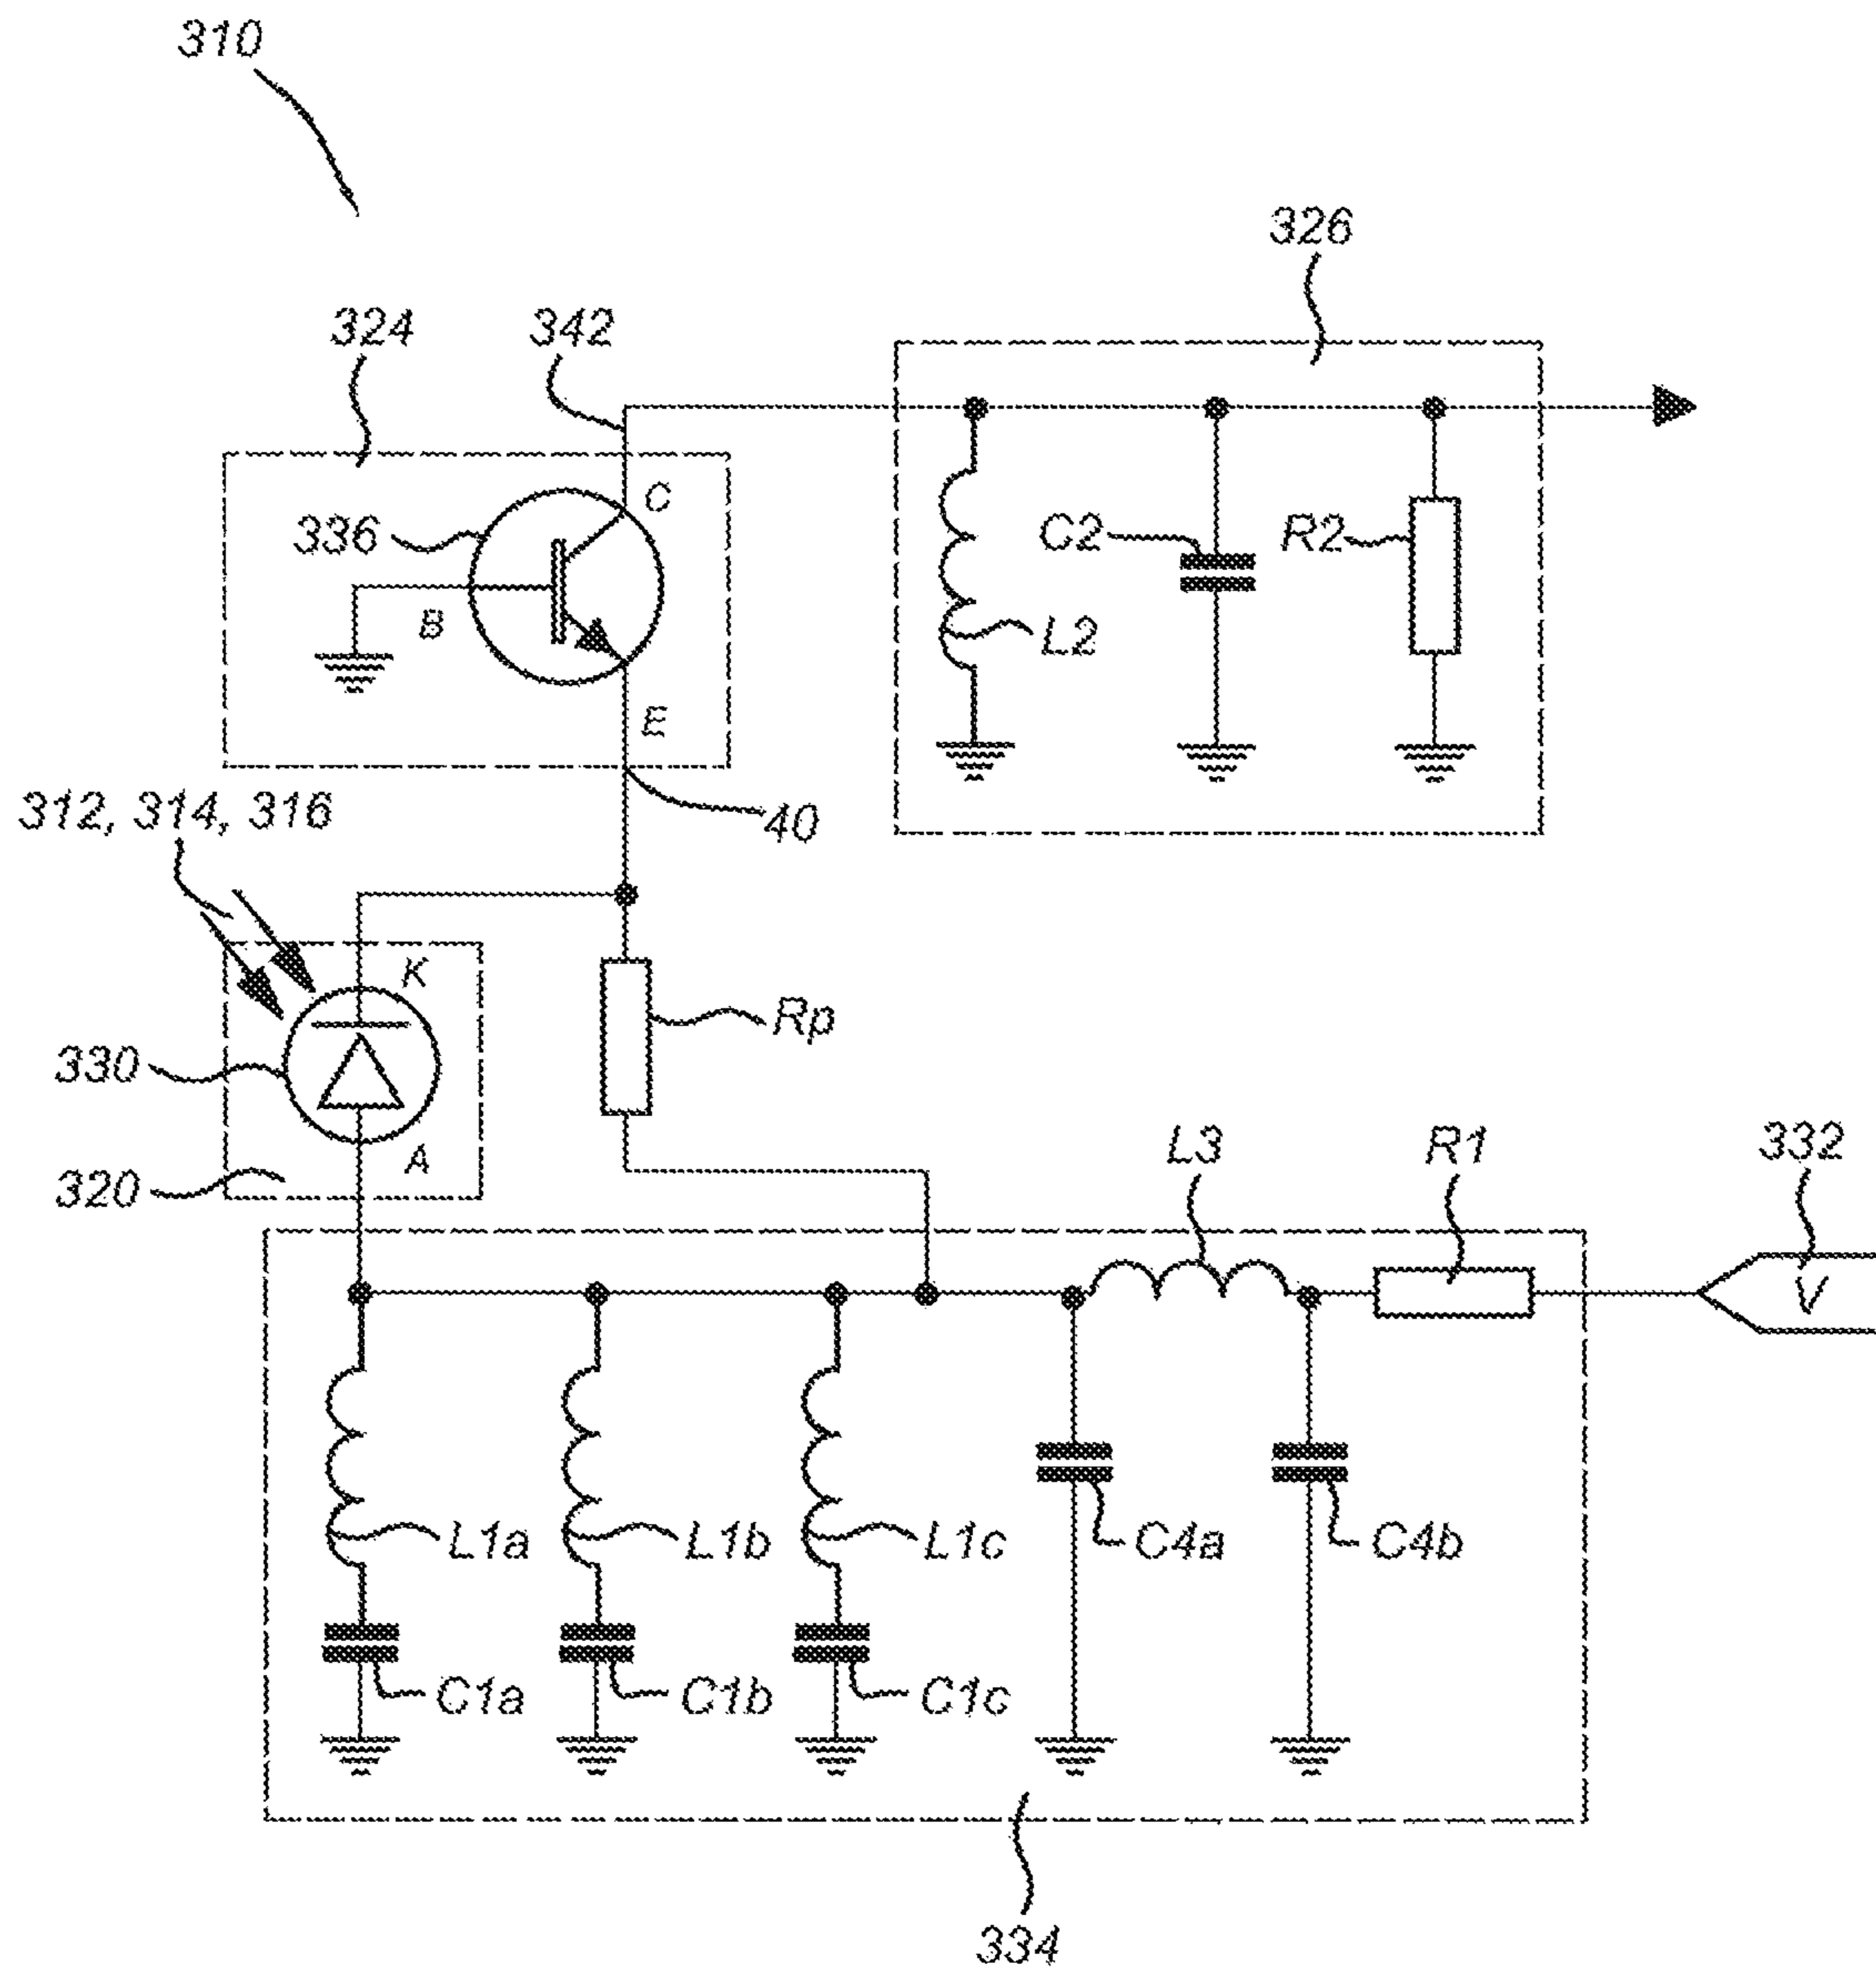 310
326
324
342
C
336
C2
R2
B
L2
E
312, 314, 316
40
K
Rp
330
A
L3
R1
332
320
V
L1a
L1b
L1c
C4a
C4b
C1a
C1b
C1c
334